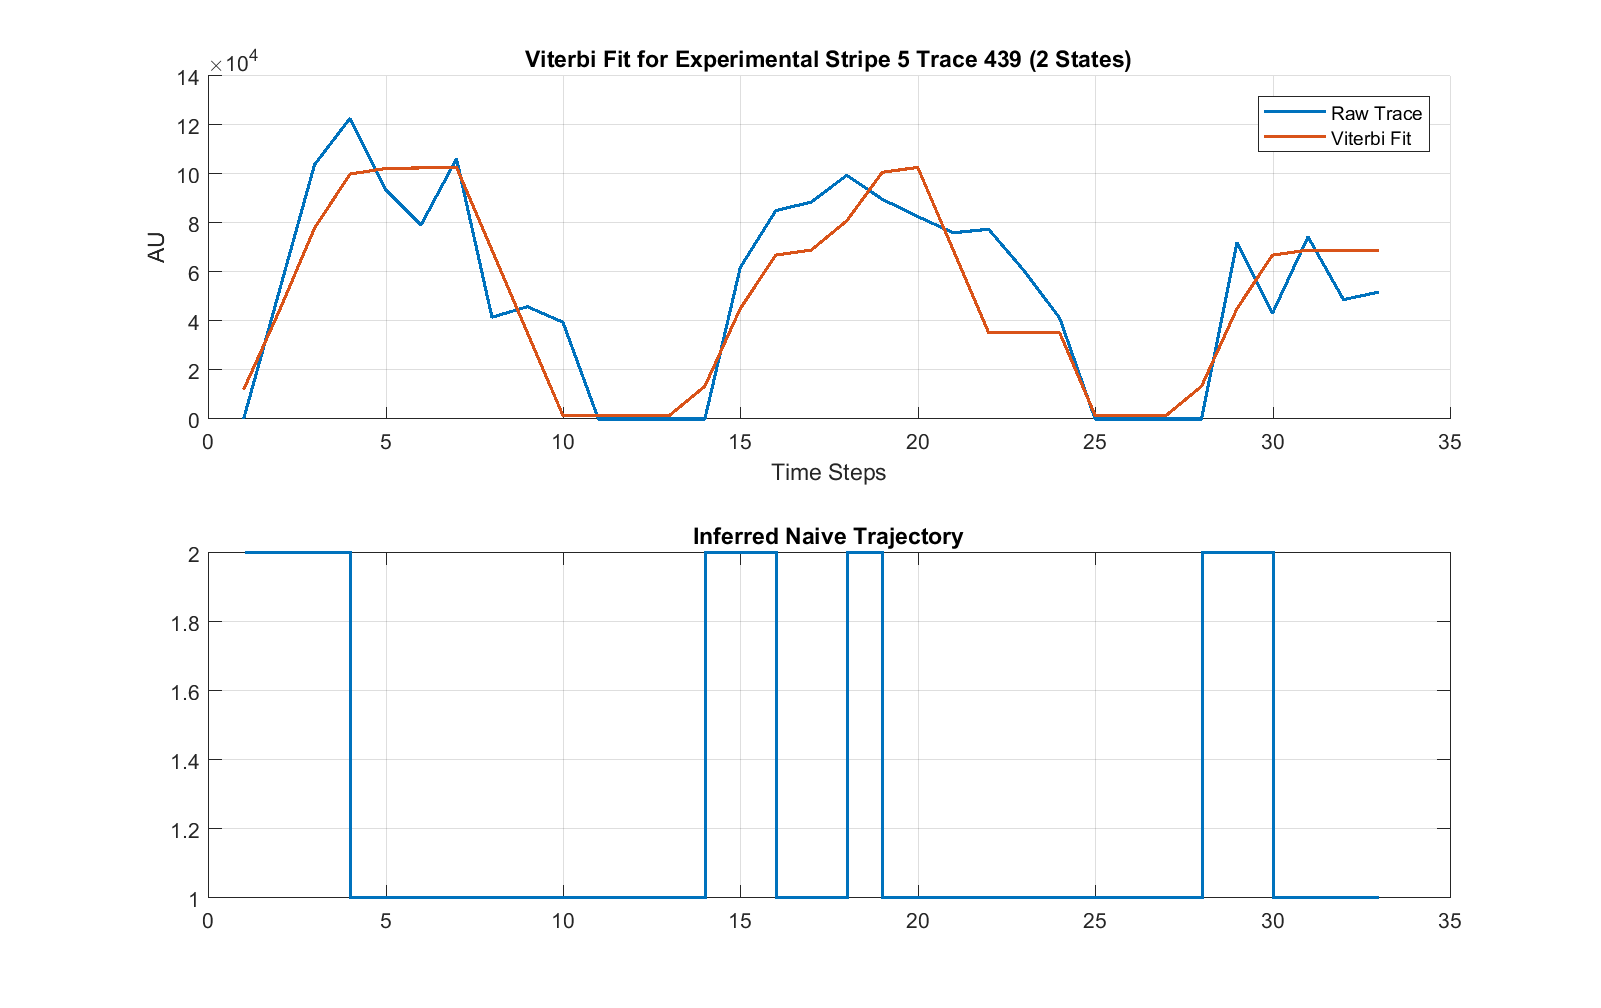 Viterbi Fit for Experimental Stripe 5 Trace 439 (2 States)
×10^4
14
12
10
8
6
4
2
0
AU
Raw Trace
Viterbi Fit
0 5 10 15 20 25 30 35
Time Steps
Inferred Naive Trajectory
2
1.8
1.6
1.4
1.2
1
0 5 10 15 20 25 30 35